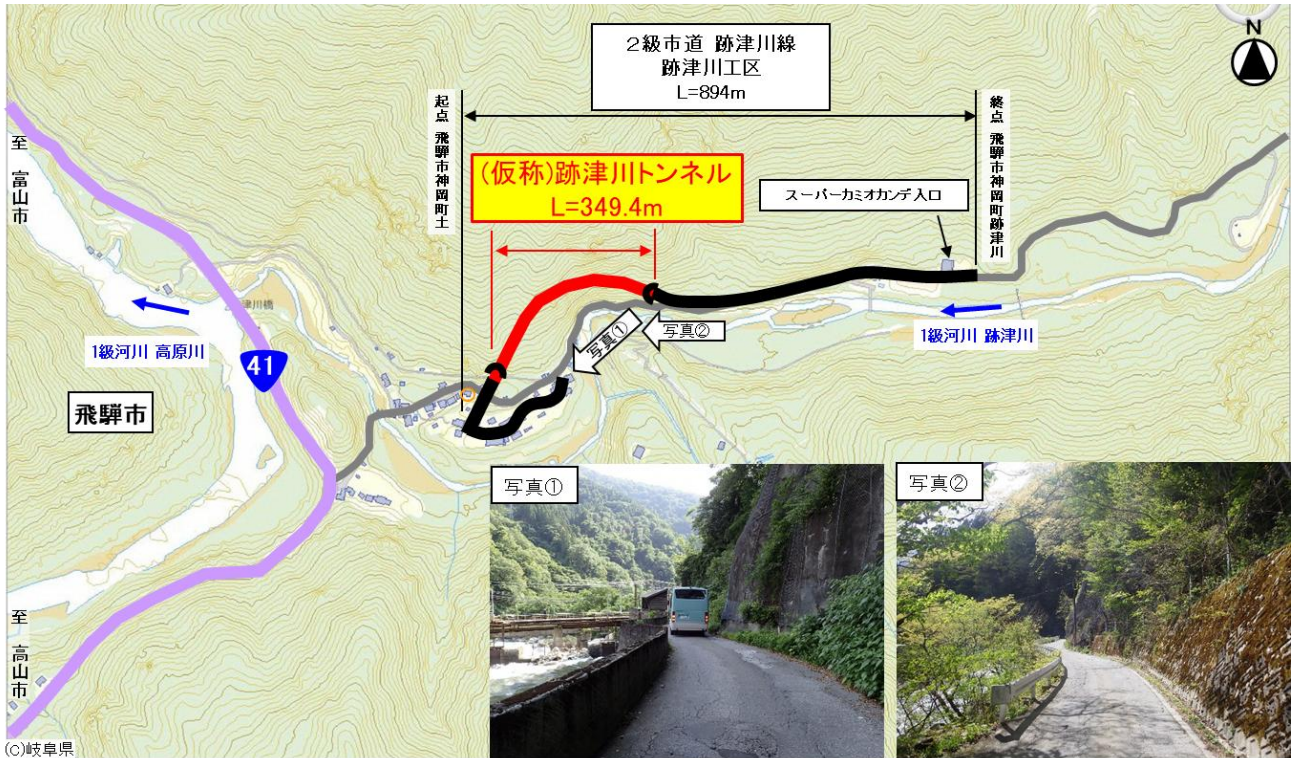 2級市道 跡津川線
跡津川工区
L=894m
N
起点 飛騨市神岡町土
終点 飛騨市神岡町跡津川
(仮称)跡津川トンネル
L=349.4m
スーパーカミオカンデ入口
至 富山市
津川橋
1級河川 高原川
41
飛騨市
写真①
写真②
1級河川 跡津川
写真①
写真②
至 高山市
(C)岐阜県